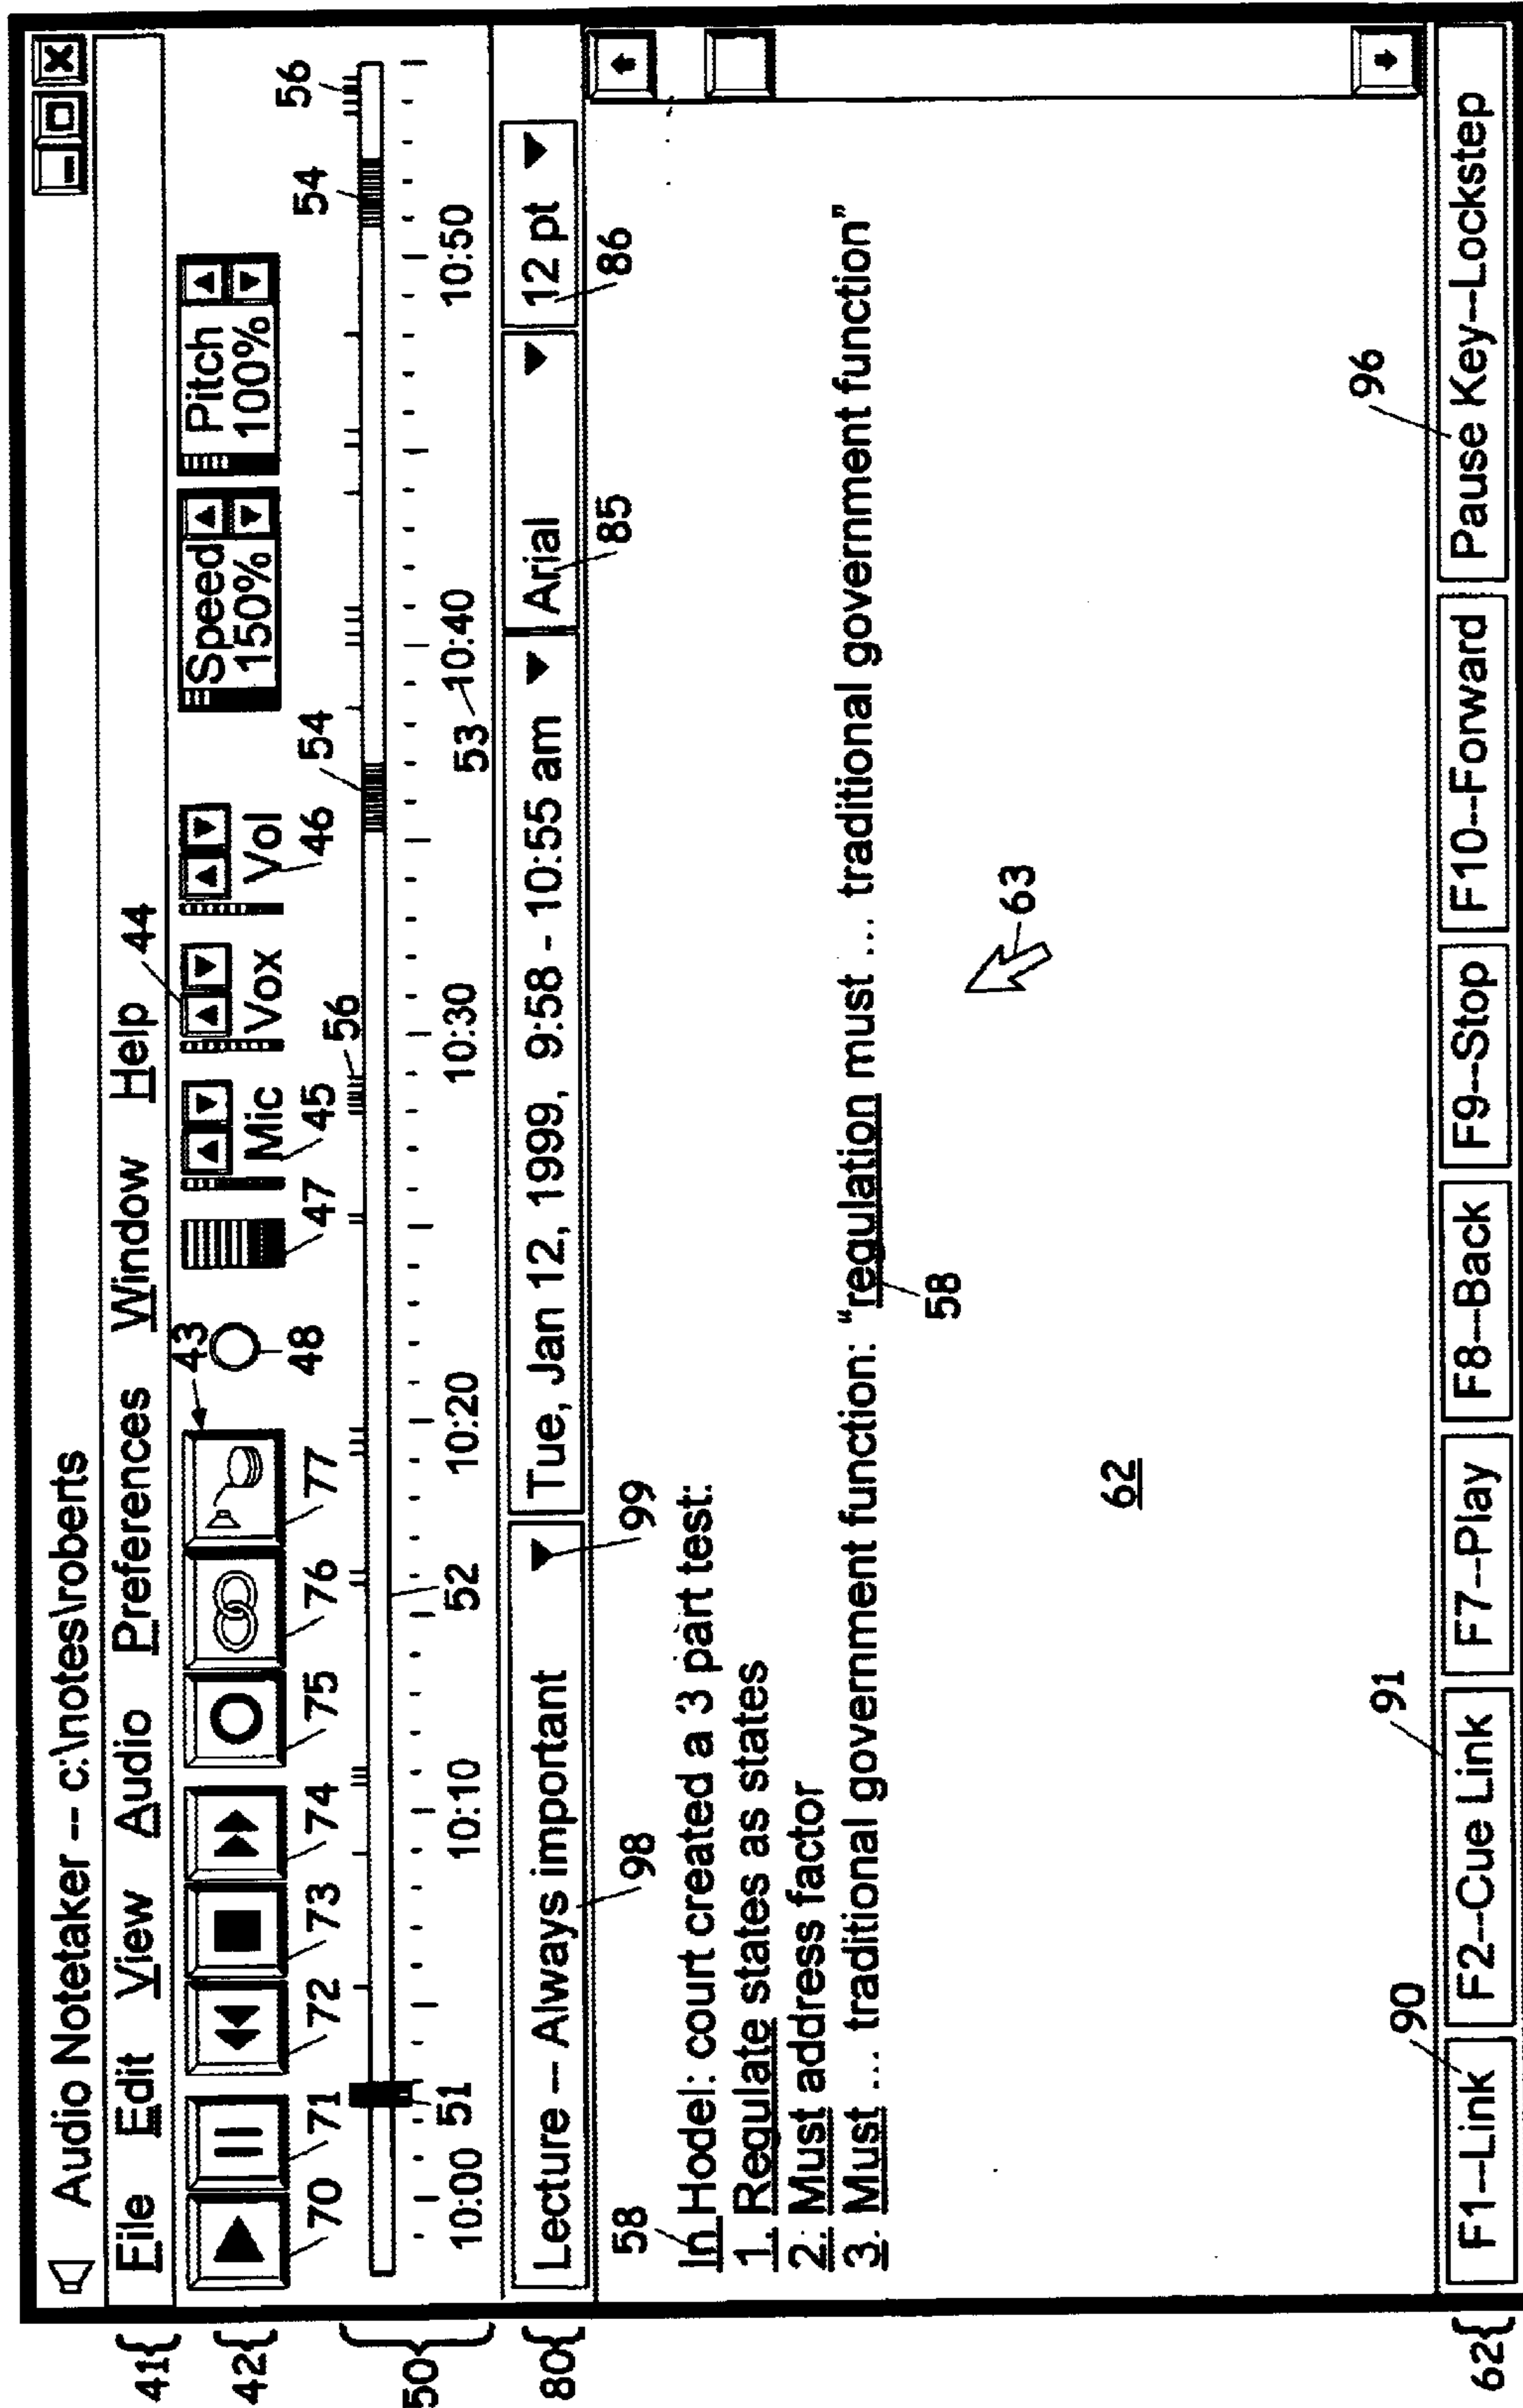 Audio Notetaker -- c:\notes\roberts
41
File Edit View Audio Preferences Window Help
44
43
42
Mic
Vox
Vol
Speed
150%
Pitch
100%
70
71
72
73
74
75
76
77
48
47
45
56
46
54
54
56
50
51
52
53
10:00
10:10
10:20
10:30
10:40
10:50
80
Lecture -- Always important
Tue, Jan 12, 1999, 9:58 - 10:55 am
Arial
12 pt
58
98
99
85
86
In Hodel: court created a 3 part test:
1. Regulate states as states
2. Must address factor
3. Must ... traditional government function: "regulation must ... traditional government function"
58
63
62
90
91
96
62
F1--Link
F2--Cue Link
F7--Play
F8--Back
F9--Stop
F10--Forward
Pause Key--Lockstep